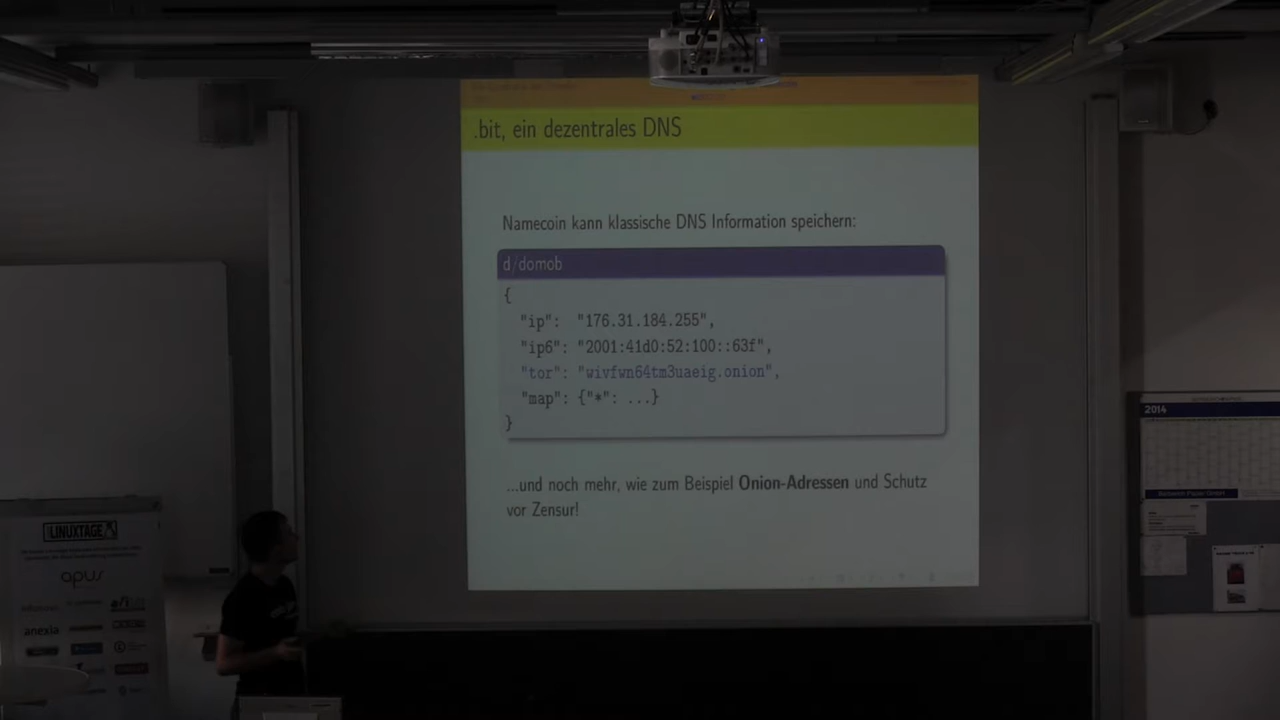 .bit, ein dezentrales DNS
Namecoin kann klassische DNS Information speichern:
d/domob
{
"ip": "176.31.184.255",
"ip6": "2001:41d0:52:100::63f",
"tor": "wivfwn64tm3uaeig.onion",
"map": {"*": ...}
}
...und noch mehr, wie zum Beispiel Onion-Adressen und Schutz
vor Zensur!
LINUXTAGE
apus
anexia
2014